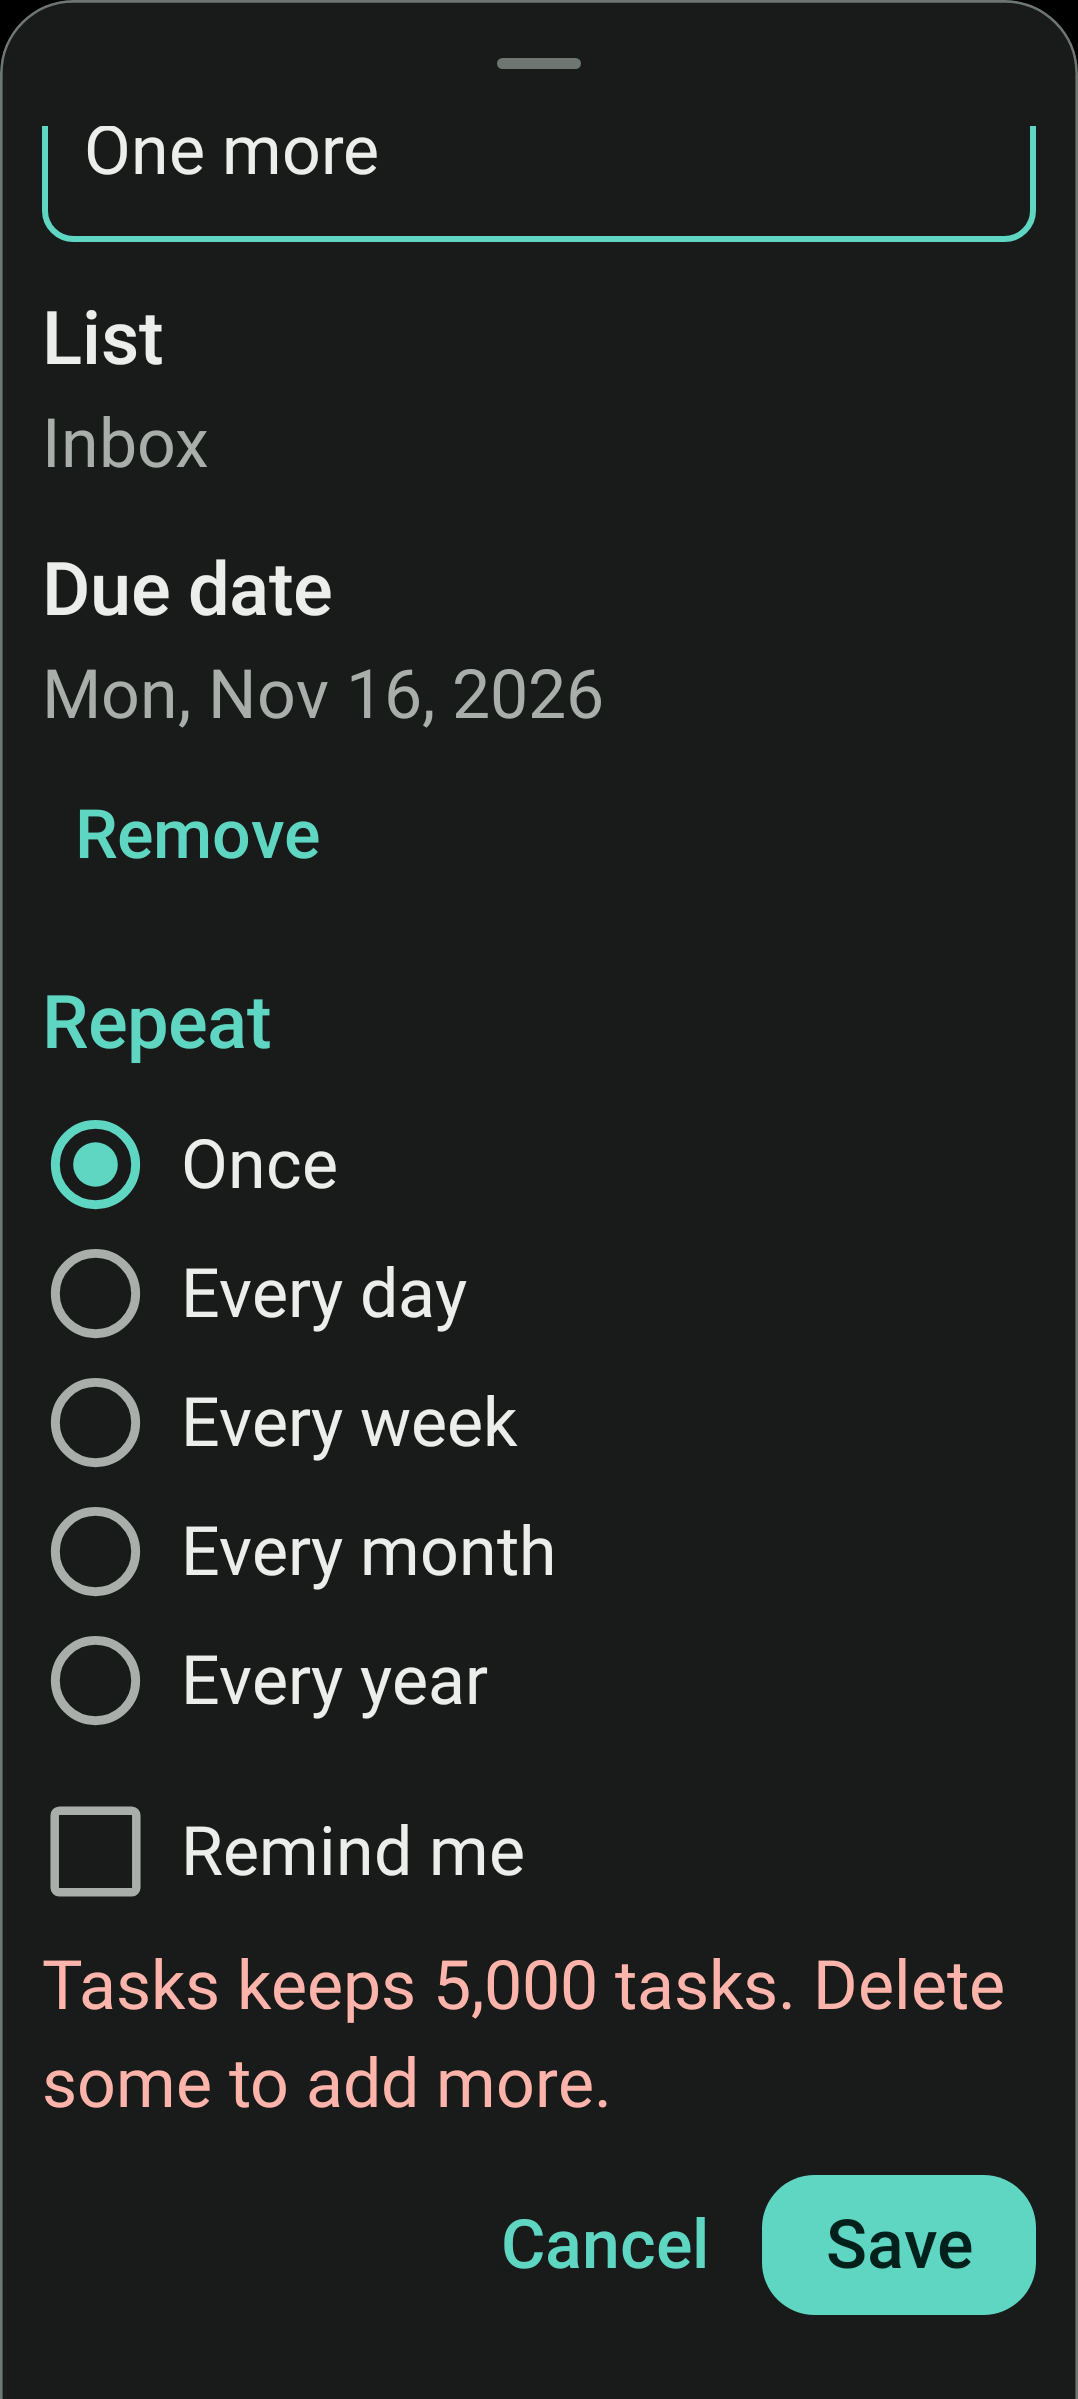 One more
List
Inbox
Due date
Mon, Nov 16, 2026
Remove
Repeat
Once
Every day
Every week
Every month
Every year
Remind me
Tasks keeps 5,000 tasks. Delete
some to add more.
Cancel
Save